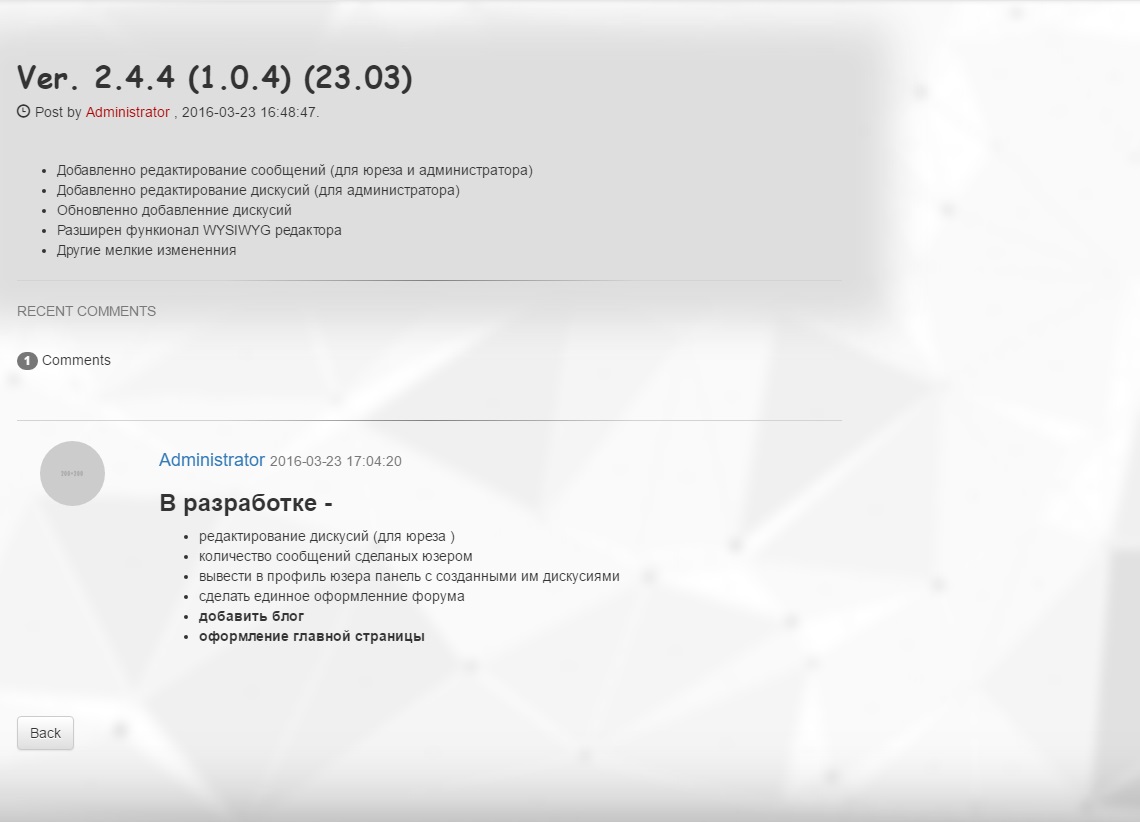 Ver. 2.4.4 (1.0.4) (23.03)
Post by Administrator , 2016-03-23 16:48:47.
Добавленно редактирование сообщений (для юреза и администратора)
Добавленно редактирование дискусий (для администратора)
Обновленно добавленние дискусий
Разширен функионал WYSIWYG редактора
Другие мелкие измененния
RECENT COMMENTS
1 Comments
Administrator 2016-03-23 17:04:20
В разработке -
редактирование дискусий (для юреза )
количество сообщений сделаных юзером
вывести в профиль юзера панель с созданными им дискусиями
сделать единное оформленние форума
добавить блог
оформление главной страницы
Back